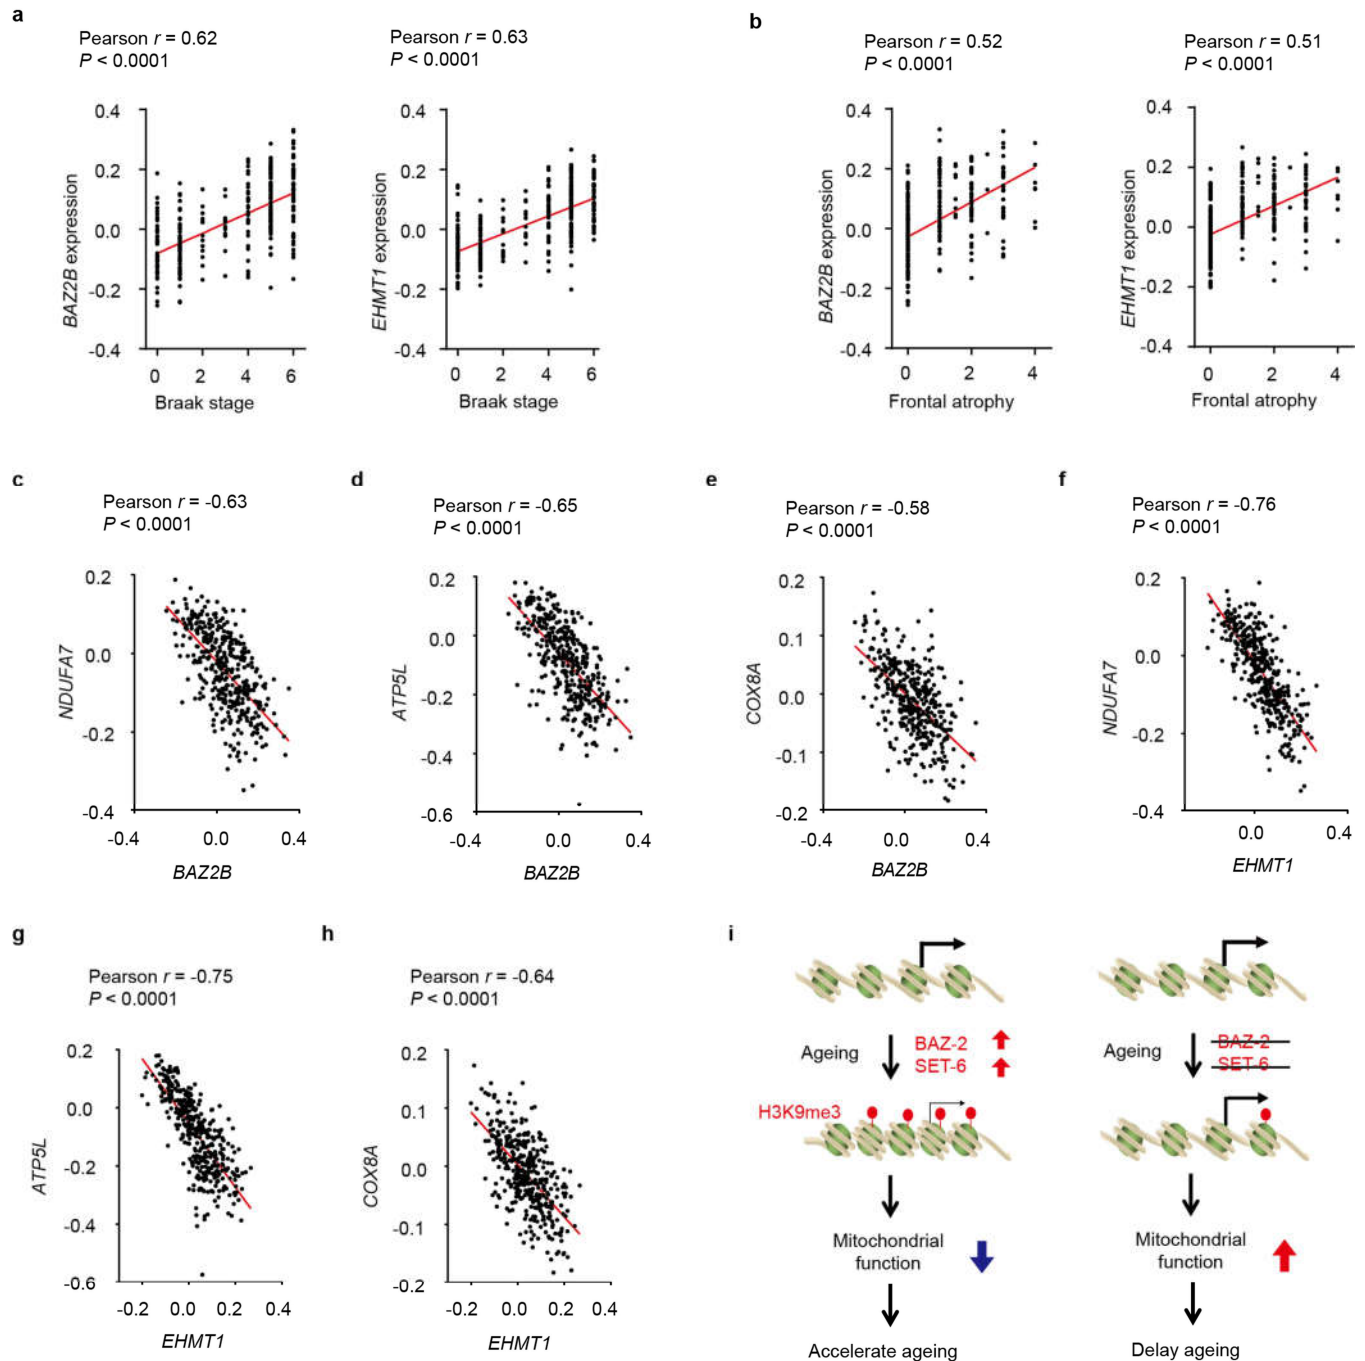 a
Pearson r = 0.62
P < 0.0001
BAZ2B expression
0.4
0.2
0.0
-0.2
-0.4
0 2 4 6
Braak stage
Pearson r = 0.63
P < 0.0001
EHMT1 expression
0.4
0.2
0.0
-0.2
-0.4
0 2 4 6
Braak stage
b
Pearson r = 0.52
P < 0.0001
BAZ2B expression
0.4
0.2
0.0
-0.2
-0.4
0 2 4
Frontal atrophy
Pearson r = 0.51
P < 0.0001
EHMT1 expression
0.4
0.2
0.0
-0.2
-0.4
0 2 4
Frontal atrophy
c
Pearson r = -0.63
P < 0.0001
NDUFA7
0.2
0.0
-0.2
-0.4
-0.4 0.0 0.4
BAZ2B
d
Pearson r = -0.65
P < 0.0001
ATP5L
0.2
0.0
-0.2
-0.4
-0.6
-0.4 0.0 0.4
BAZ2B
e
Pearson r = -0.58
P < 0.0001
COX8A
0.2
0.1
0.0
-0.1
-0.2
-0.4 0.0 0.4
BAZ2B
f
Pearson r = -0.76
P < 0.0001
NDUFA7
0.2
0.0
-0.2
-0.4
0.0 0.4
EHMT1
g
Pearson r = -0.75
P < 0.0001
ATP5L
0.2
0.0
-0.2
-0.4
-0.6
-0.2 0.0 0.2 0.4
EHMT1
h
Pearson r = -0.64
P < 0.0001
COX8A
0.2
0.1
0.0
-0.1
-0.2
-0.2 0.0 0.2 0.4
EHMT1
i
Ageing
BAZ-2
SET-6
H3K9me3
Mitochondrial
function
Accelerate ageing
Ageing
BAZ-2
SET-6
Mitochondrial
function
Delay ageing